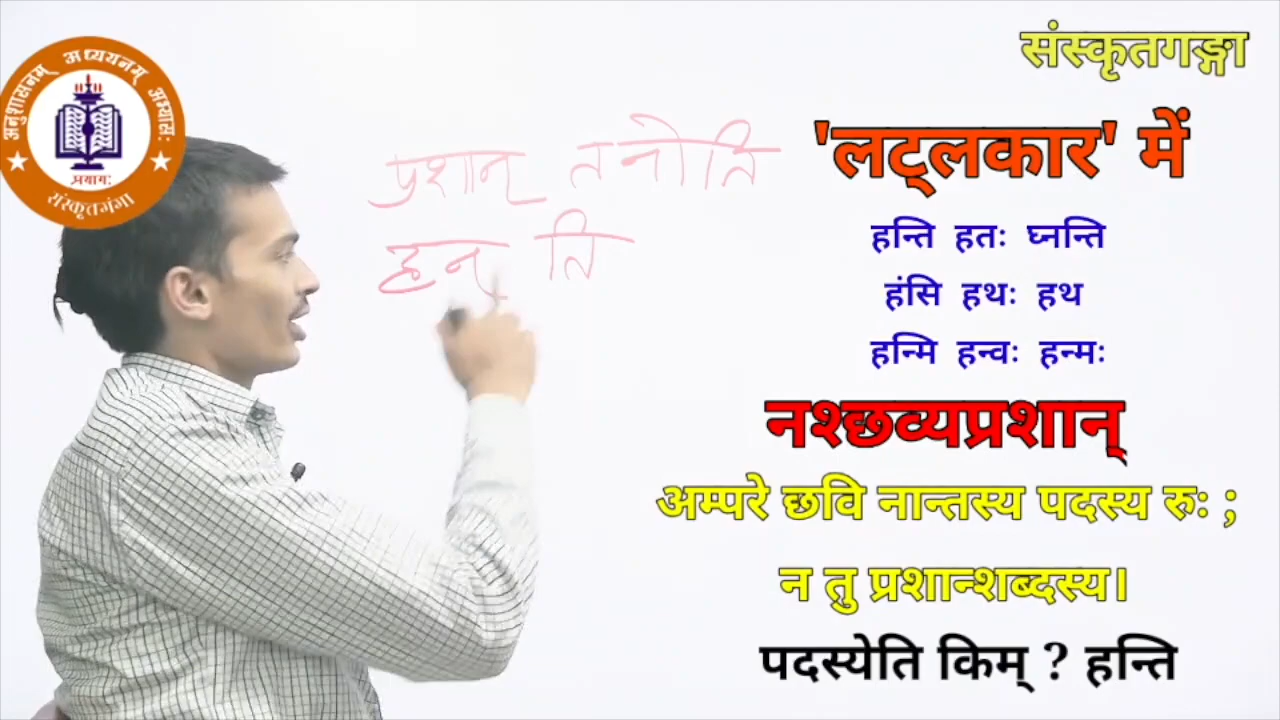 अनुशासनम् अध्ययनम् अभ्यासः
प्रयागः
संस्कृतगंगा
संस्कृतगङ्गा
प्रशान् तनोति
हन् ति
'लट्लकार' में
हन्ति हतः घ्नन्ति
हंसि हथः हथ
हन्मि हन्वः हन्मः
नश्छव्यप्रशान्
अम्परे छवि नान्तस्य पदस्य रुः ;
न तु प्रशान्शब्दस्य।
पदस्येति किम् ? हन्ति